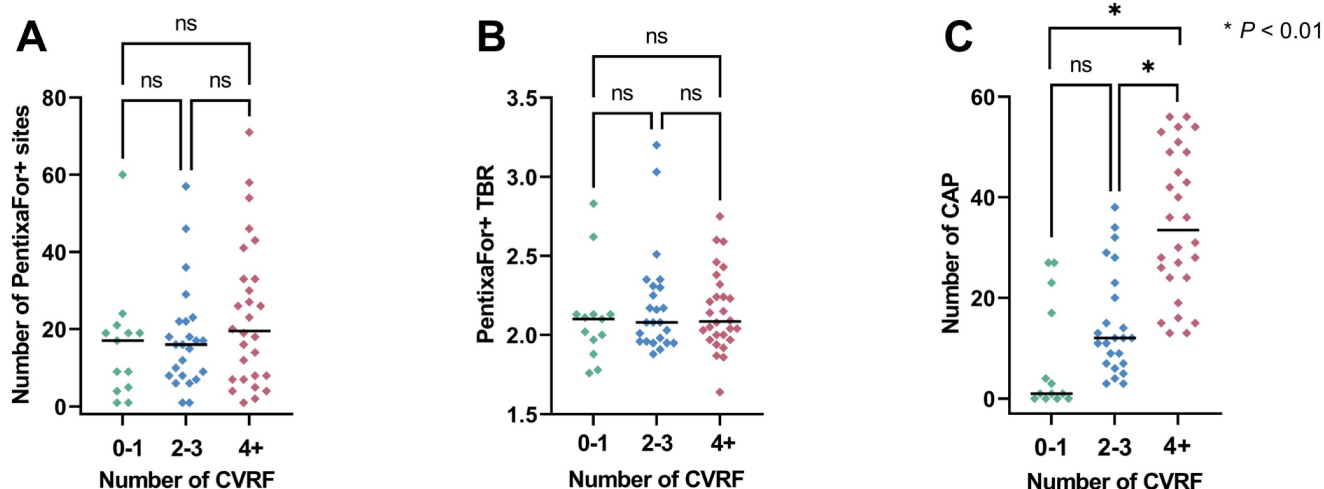 A
ns
ns
ns
Number of PentixaFor+ sites
80
60
40
20
0
0-1
2-3
4+
Number of CVRF
B
ns
ns
ns
PentixaFor+ TBR
3.5
3.0
2.5
2.0
1.5
0-1
2-3
4+
Number of CVRF
C
*
* P < 0.01
ns
*
Number of CAP
60
40
20
0
0-1
2-3
4+
Number of CVRF